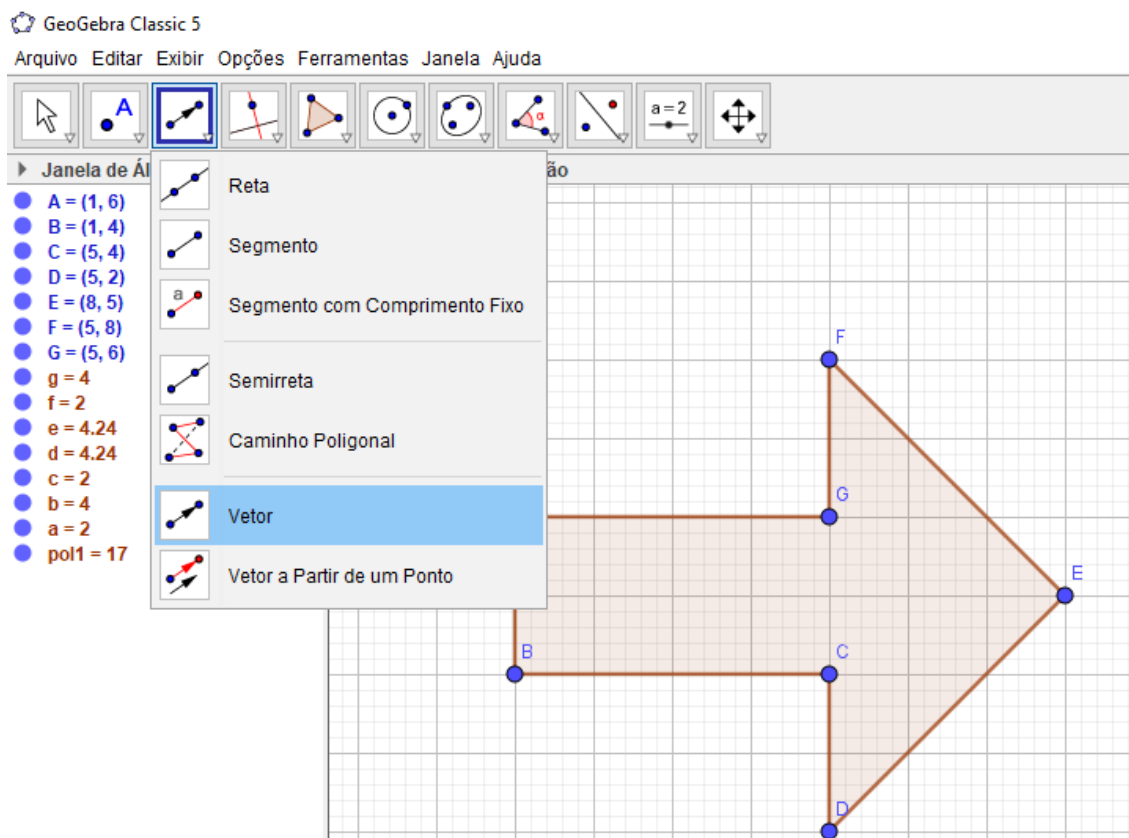 GeoGebra Classic 5
Arquivo Editar Exibir Opções Ferramentas Janela Ajuda
A
α
a=2
Janela de Ál
ão
A = (1, 6)
B = (1, 4)
C = (5, 4)
D = (5, 2)
E = (8, 5)
F = (5, 8)
G = (5, 6)
g = 4
f = 2
e = 4.24
d = 4.24
c = 2
b = 4
a = 2
pol1 = 17
Reta
Segmento
a
Segmento com Comprimento Fixo
Semirreta
Caminho Poligonal
Vetor
Vetor a Partir de um Ponto
F
G
E
B
C
D